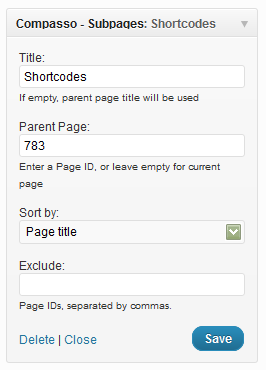 Compasso - Subpages: Shortcodes
Title:
Shortcodes
If empty, parent page title will be used
Parent Page:
783
Enter a Page ID, or leave empty for current
page
Sort by:
Page title
Exclude:
Page IDs, separated by commas.
Delete | Close Save